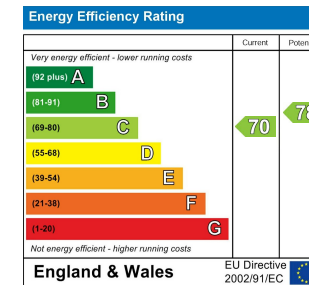 Energy Efficiency Rating
Current
Very energy efficient - lower running costs
(92 plus) A
(81-91) B
(69-80) C 70
(55-68) D
(39-54) E
(21-38) F
(1-20) G
Not energy efficient - higher running costs
England & Wales
EU Directive
2002/91/EC